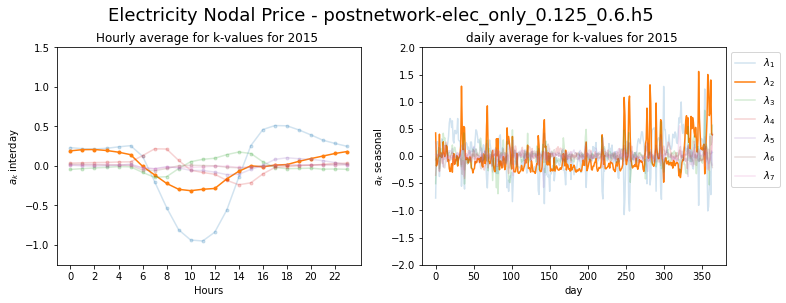 Electricity Nodal Price - postnetwork-elec_only_0.125_0.6.h5
Hourly average for k-values for 2015
1.5
1.0
0.5
0.0
−0.5
−1.0
a_k interday
0 2 4 6 8 10 12 14 16 18 20 22
Hours
daily average for k-values for 2015
2.0
1.5
1.0
0.5
0.0
−0.5
−1.0
−1.5
−2.0
a_k seasonal
0 50 100 150 200 250 300 350
day
λ₁
λ₂
λ₃
λ₄
λ₅
λ₆
λ₇